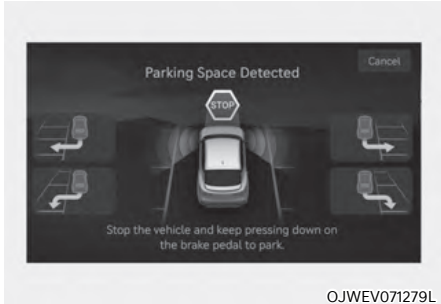 Cancel
Parking Space Detected
STOP
Stop the vehicle and keep pressing down on
the brake pedal to park.
OJWEV071279L